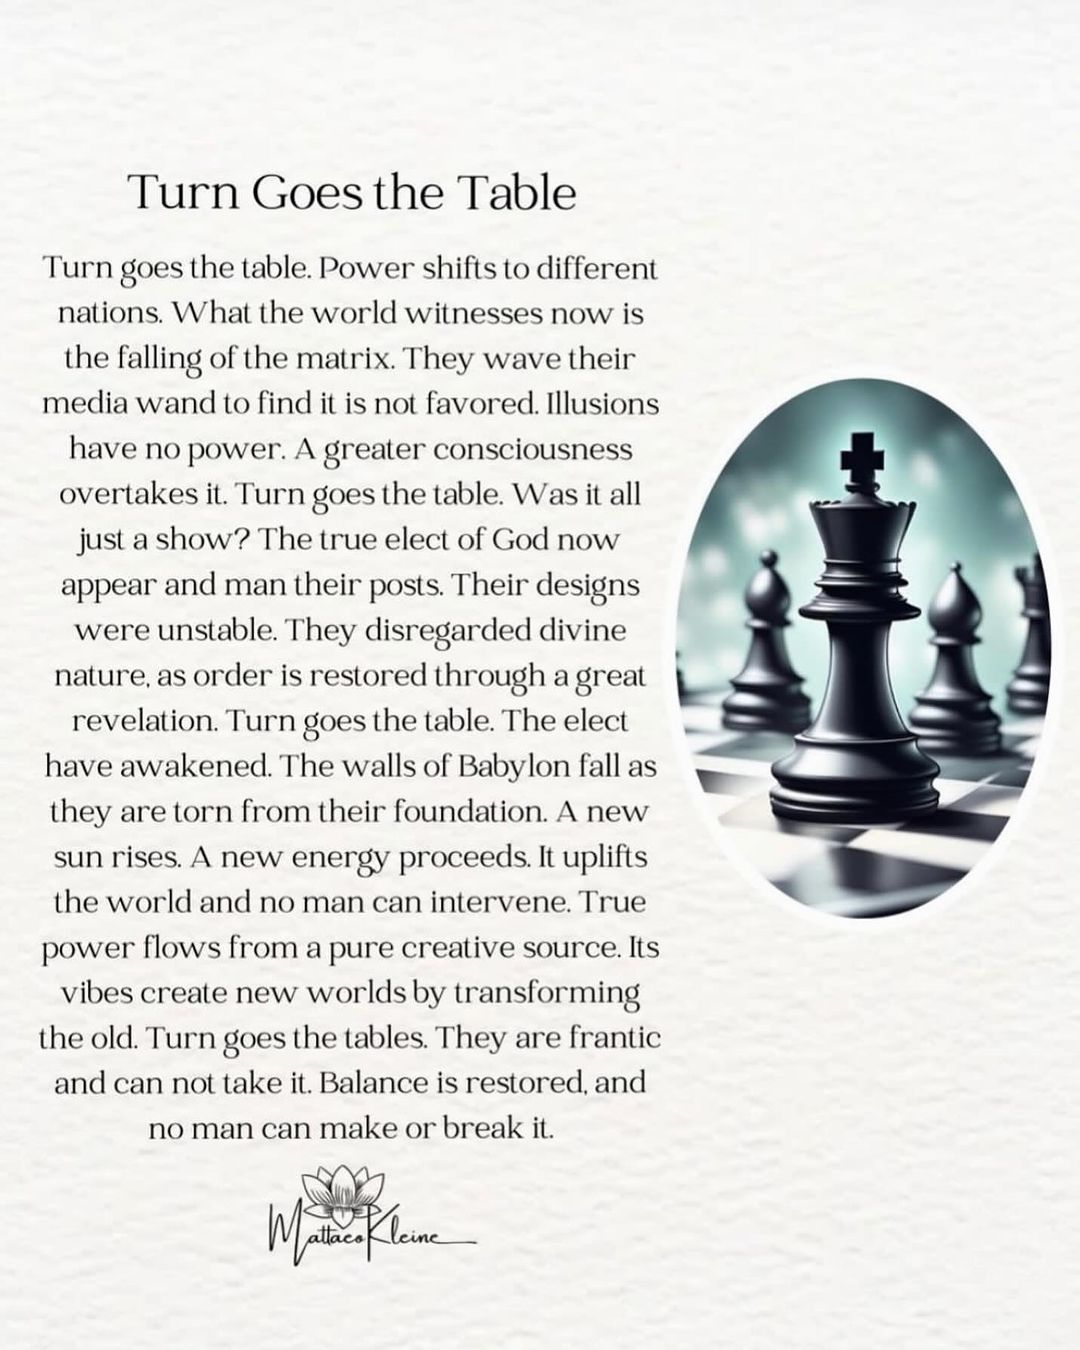 Turn Goes the Table
Turn goes the table. Power shifts to different
nations. What the world witnesses now is
the falling of the matrix. They wave their
media wand to find it is not favored. Illusions
have no power. A greater consciousness
overtakes it. Turn goes the table. Was it all
just a show? The true elect of God now
appear and man their posts. Their designs
were unstable. They disregarded divine
nature, as order is restored through a great
revelation. Turn goes the table. The elect
have awakened. The walls of Babylon fall as
they are torn from their foundation. A new
sun rises. A new energy proceeds. It uplifts
the world and no man can intervene. True
power flows from a pure creative source. Its
vibes create new worlds by transforming
the old. Turn goes the tables. They are frantic
and can not take it. Balance is restored, and
no man can make or break it.
Mattaeo Kleine